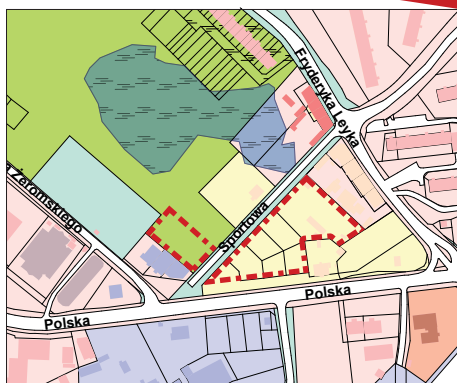 Fryderyka Leyka
a Żeromskiego
Sportowa
Polska
Polska